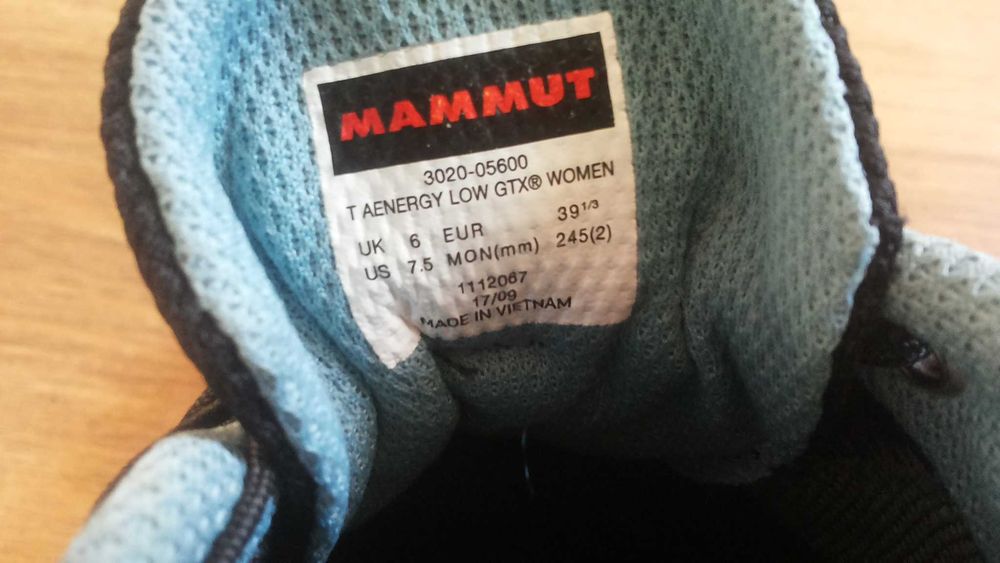 MAMMUT
3020-05600
T AENERGY LOW GTX® WOMEN
UK 6 EUR 39 1/3
US 7.5 MON(mm) 245(2)
1112067
17/09
MADE IN VIETNAM